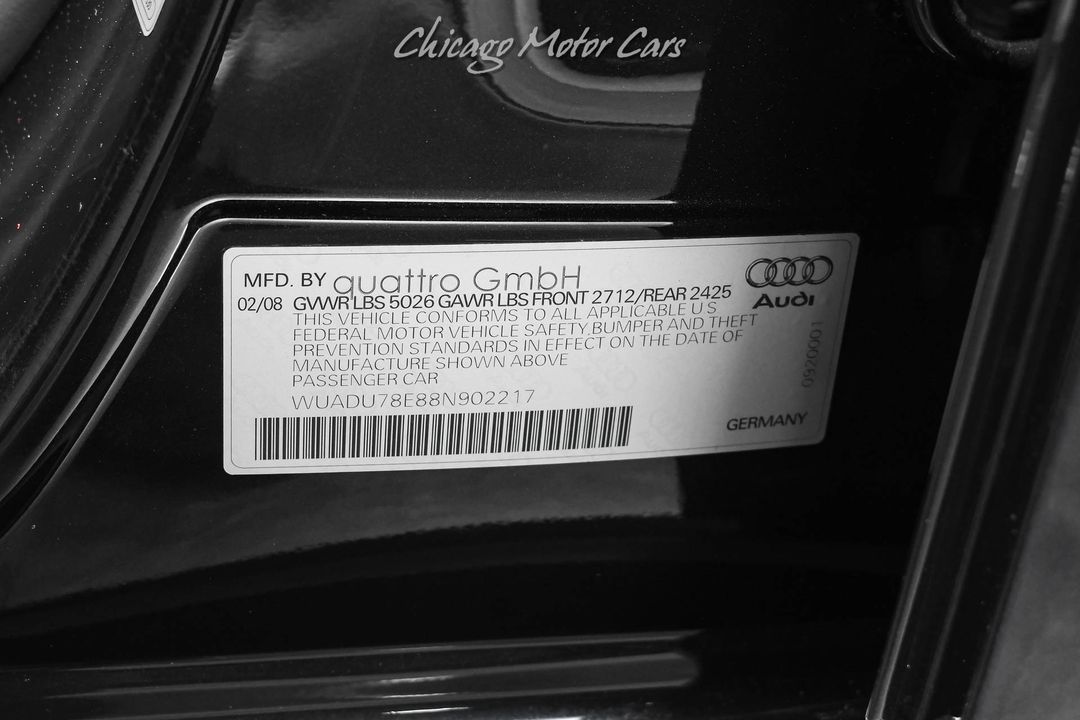 Chicago Motor Cars
MFD. BY quattro GmbH
02/08 GVWR LBS 5026 GAWR LBS FRONT 2712/REAR 2425
THIS VEHICLE CONFORMS TO ALL APPLICABLE U S
FEDERAL MOTOR VEHICLE SAFETY, BUMPER AND THEFT
PREVENTION STANDARDS IN EFFECT ON THE DATE OF
MANUFACTURE SHOWN ABOVE
PASSENGER CAR
WUADU78E88N902217
Audi
0920001
GERMANY